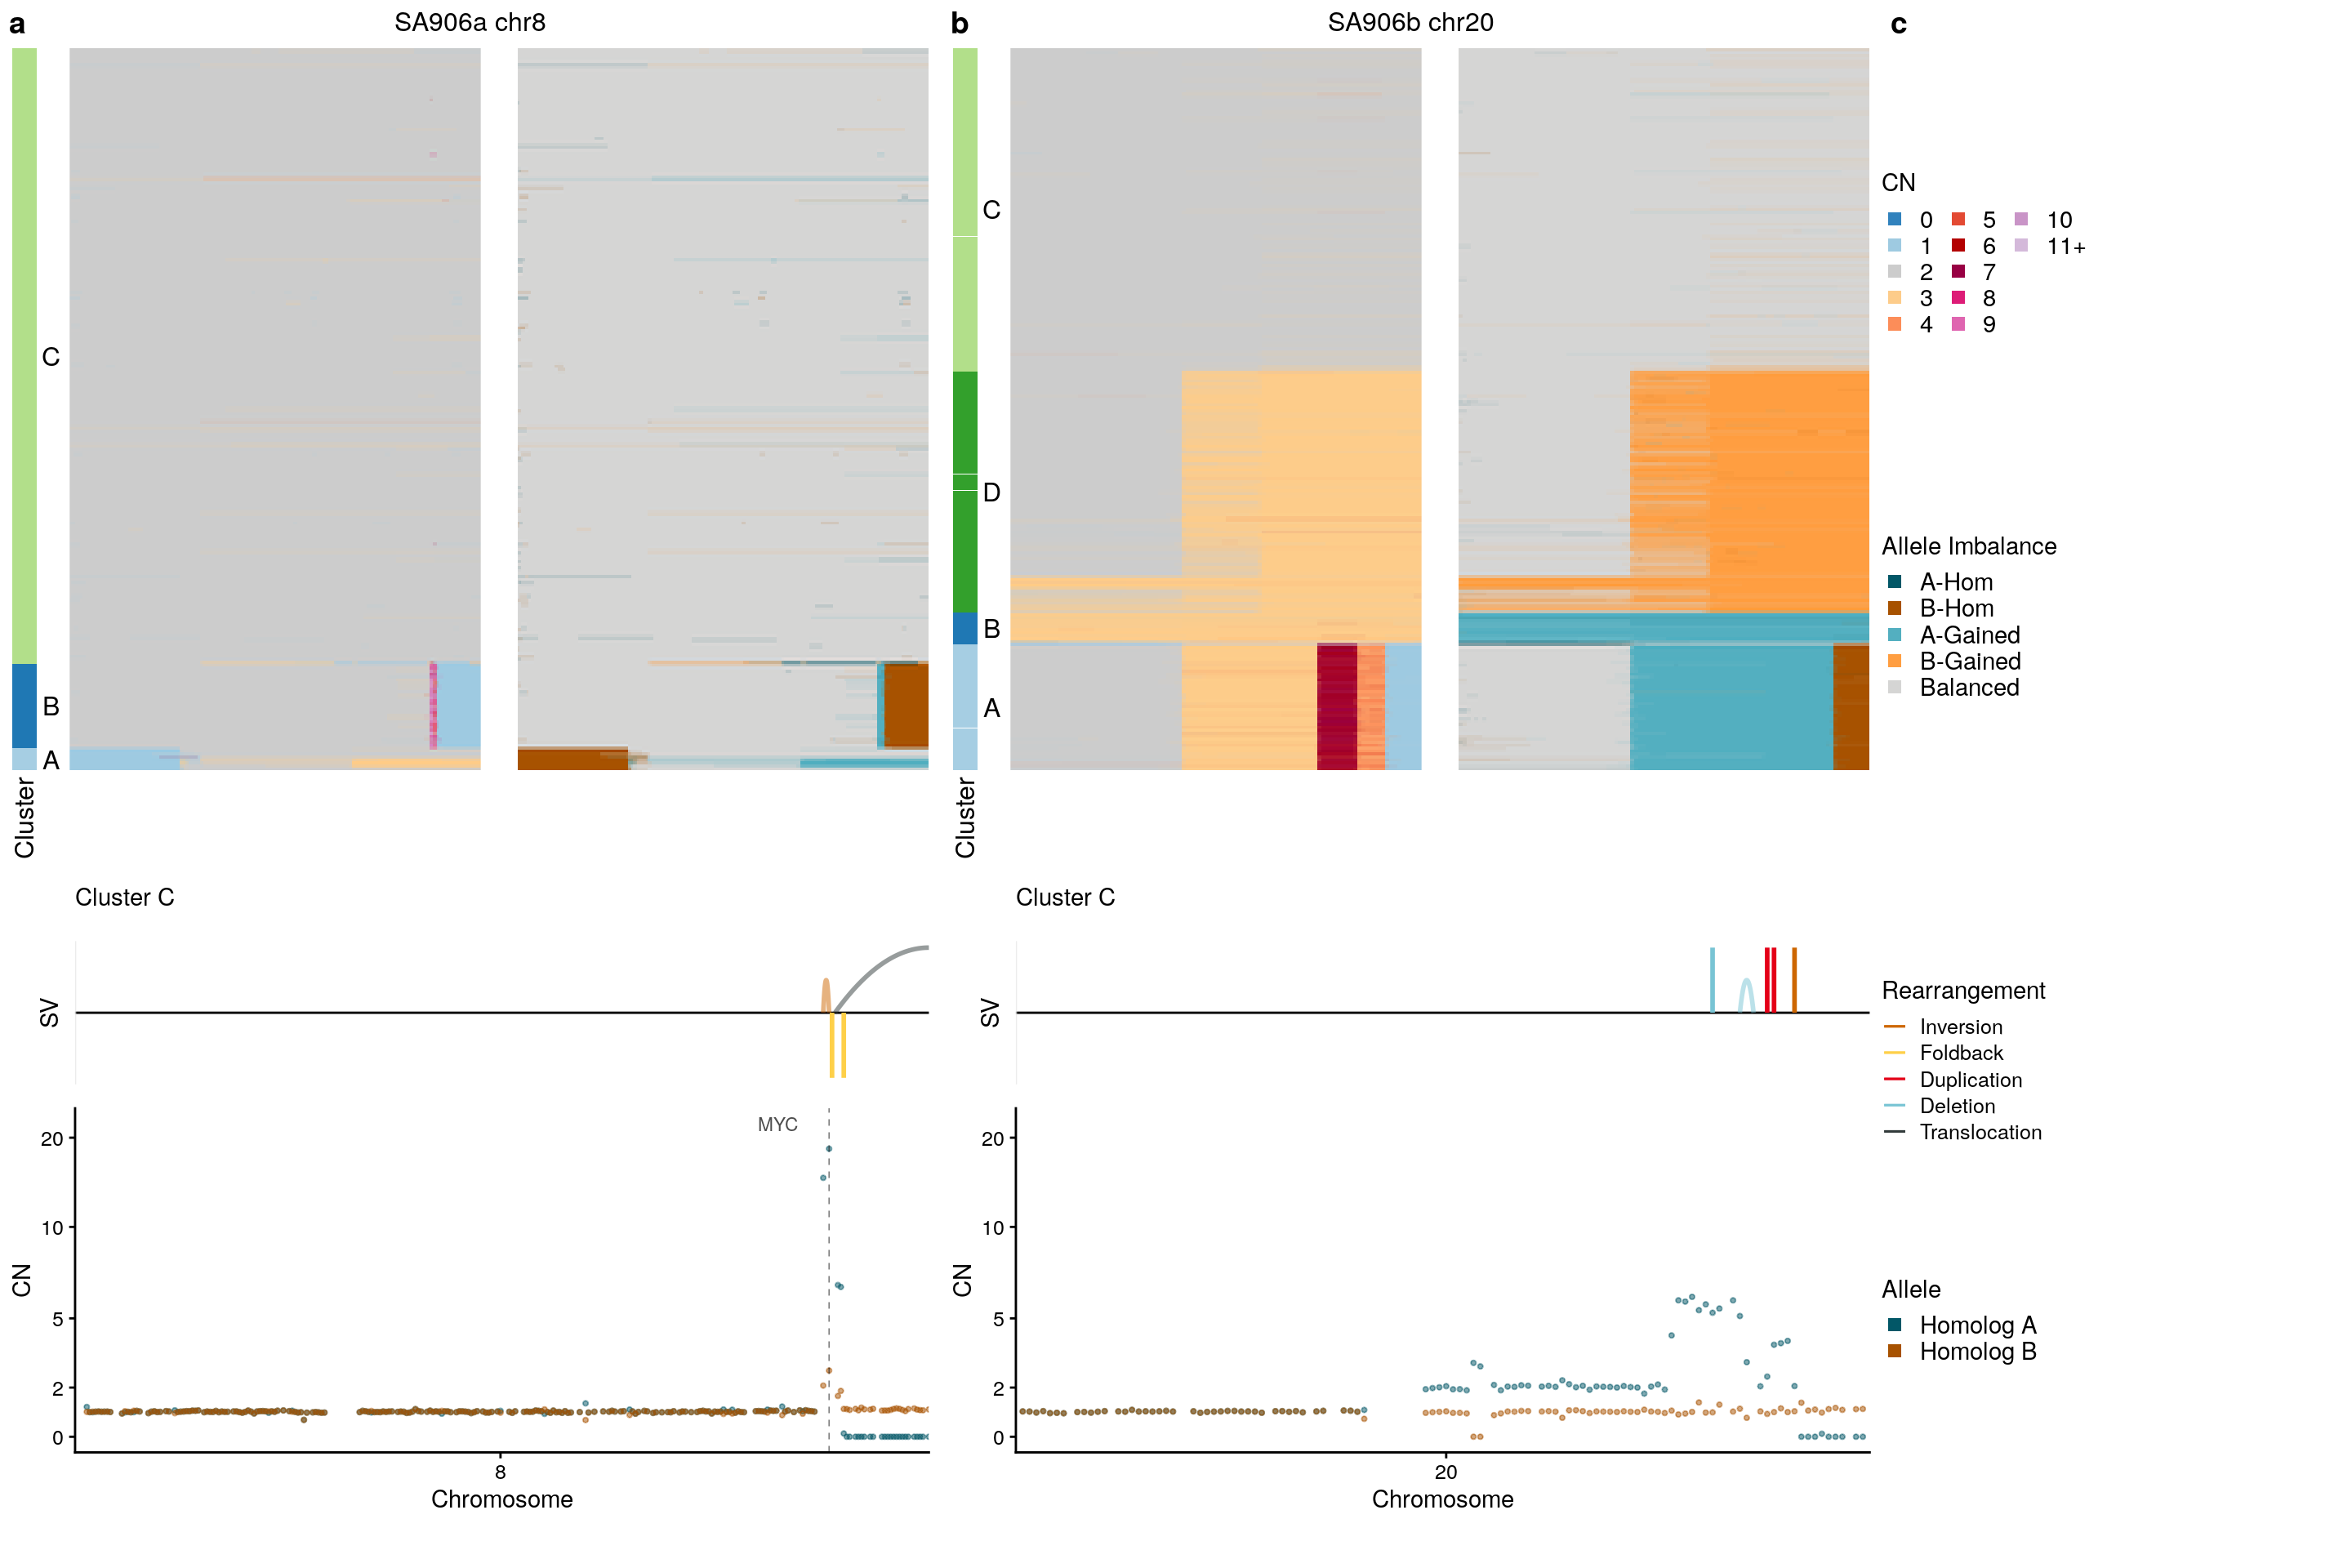 a
SA906a chr8
b
SA906b chr20
c
C
B
A
Cluster
C
D
B
A
Cluster
CN
0 5 10
1 6 11+
2 7
3 8
4 9
Allele Imbalance
A-Hom
B-Hom
A-Gained
B-Gained
Balanced
Cluster C
SV
MYC
20
10
5
2
0
CN
8
Chromosome
Cluster C
SV
20
10
5
2
0
CN
20
Chromosome
Rearrangement
Inversion
Foldback
Duplication
Deletion
Translocation
Allele
Homolog A
Homolog B